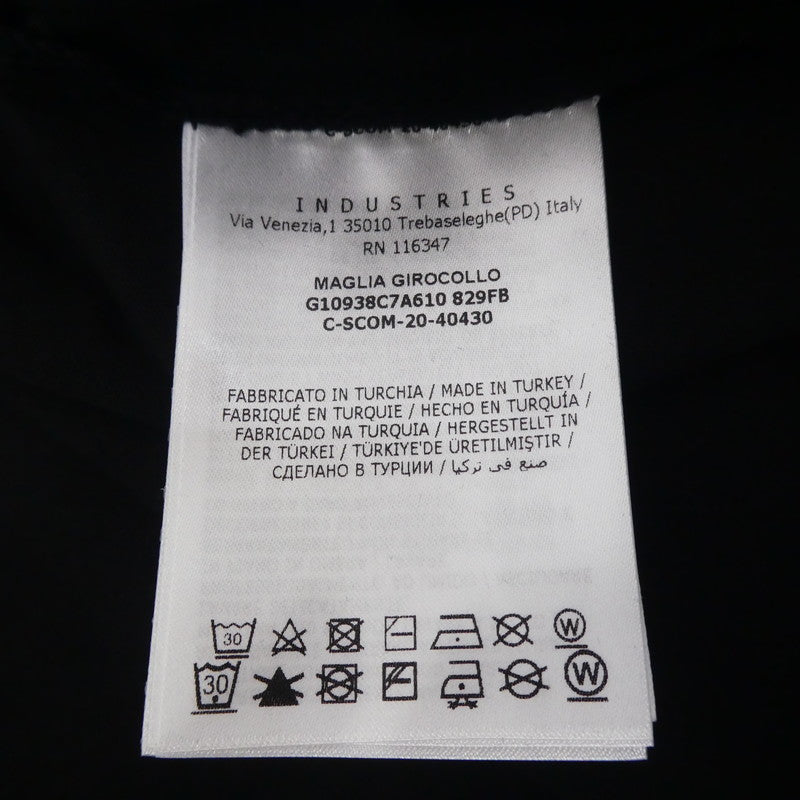 INDUSTRIES
Via Venezia,1 35010 Trebaseleghe(PD) Italy
RN 116347
MAGLIA GIROCOLLO
G10938C7A610 829FB
C-SCOM-20-40430
FABBRICATO IN TURCHIA / MADE IN TURKEY /
FABRIQUÉ EN TURQUIE / HECHO EN TURQUÍA /
FABRICADO NA TURQUIA / HERGESTELLT IN
DER TÜRKEI / TÜRKIYE'DE ÜRETILMIŞTIR /
СДЕЛАНО В ТУРЦИИ / صنع في تركيا
30 W
30 W